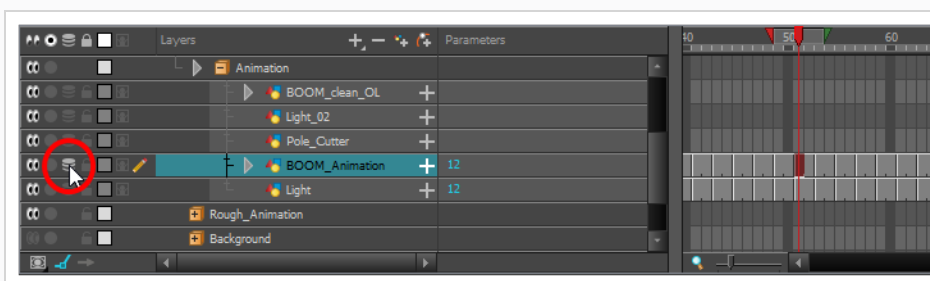 Layers Parameters 40 50 60
Animation
BOOM_clean_OL
Light_02
Pole_Cutter
BOOM_Animation 12
Light 12
Rough_Animation
Background